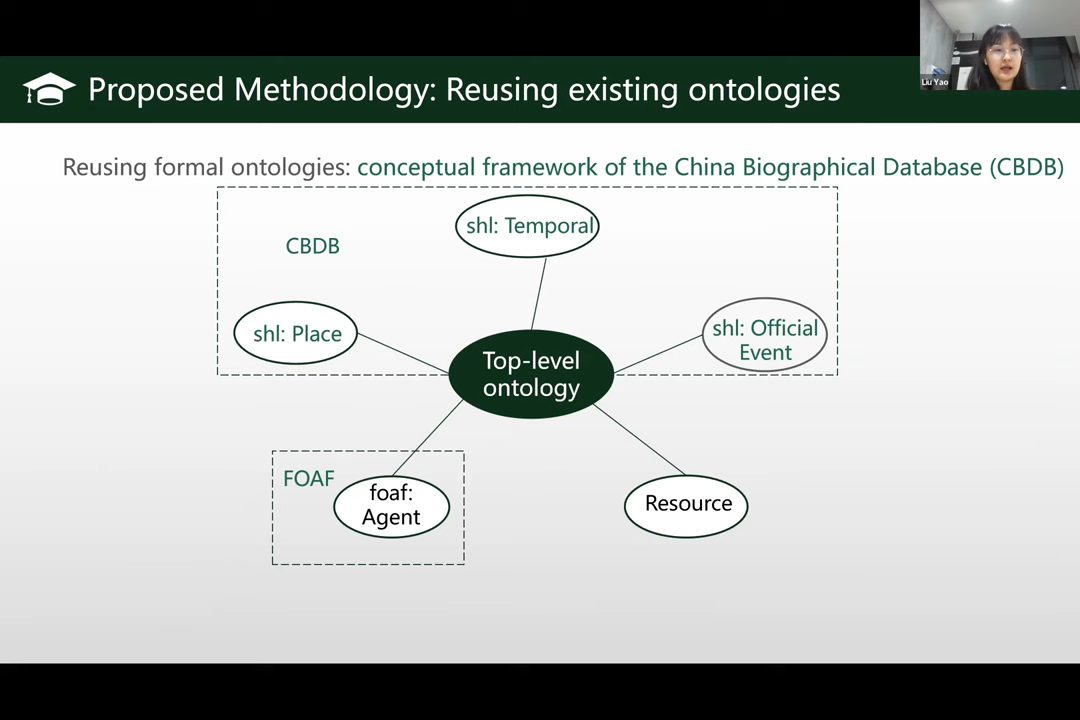 Liu Yao
Proposed Methodology: Reusing existing ontologies
Reusing formal ontologies: conceptual framework of the China Biographical Database (CBDB)
shl: Temporal
CBDB
shl: Place
shl: Official
Event
Top-level
ontology
FOAF
foaf:
Agent
Resource